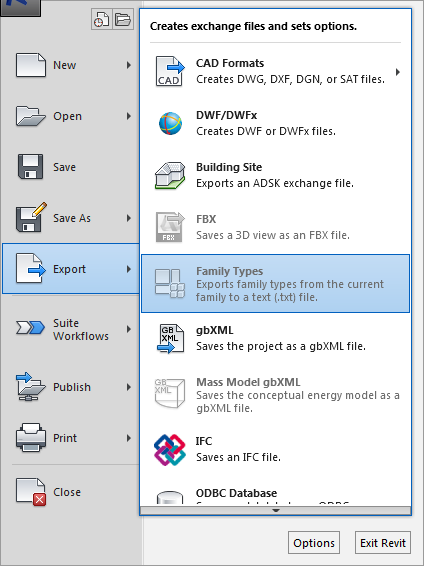 New
Open
Save
Save As
Export
Suite
Workflows
Publish
Print
Close
Creates exchange files and sets options.
CAD
CAD Formats
Creates DWG, DXF, DGN, or SAT files.
DWF/DWFx
Creates DWF or DWFx files.
Building Site
Exports an ADSK exchange file.
FBX
FBX
Saves a 3D view as an FBX file.
Family Types
Exports family types from the current
family to a text (.txt) file.
GB
XML
gbXML
Saves the project as a gbXML file.
GB
XML
Mass Model gbXML
Saves the conceptual energy model as a
gbXML file.
IFC
Saves an IFC file.
ODBC Database
Options
Exit Revit